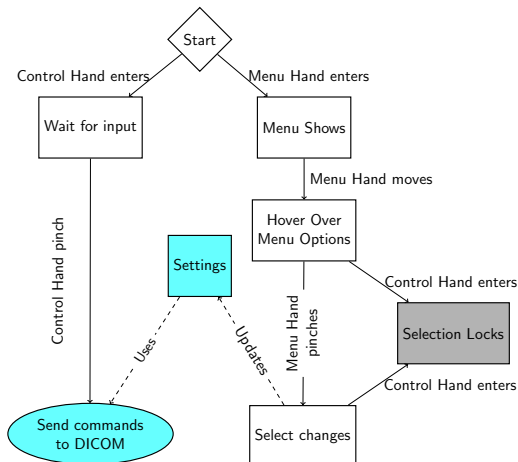 Start
Control Hand enters
Menu Hand enters
Wait for input
Menu Shows
Menu Hand moves
Hover Over
Menu Options
Control Hand pinch
Settings
Control Hand enters
Menu Hand
pinches
Selection Locks
Uses
Updates
Control Hand enters
Send commands
to DICOM
Select changes